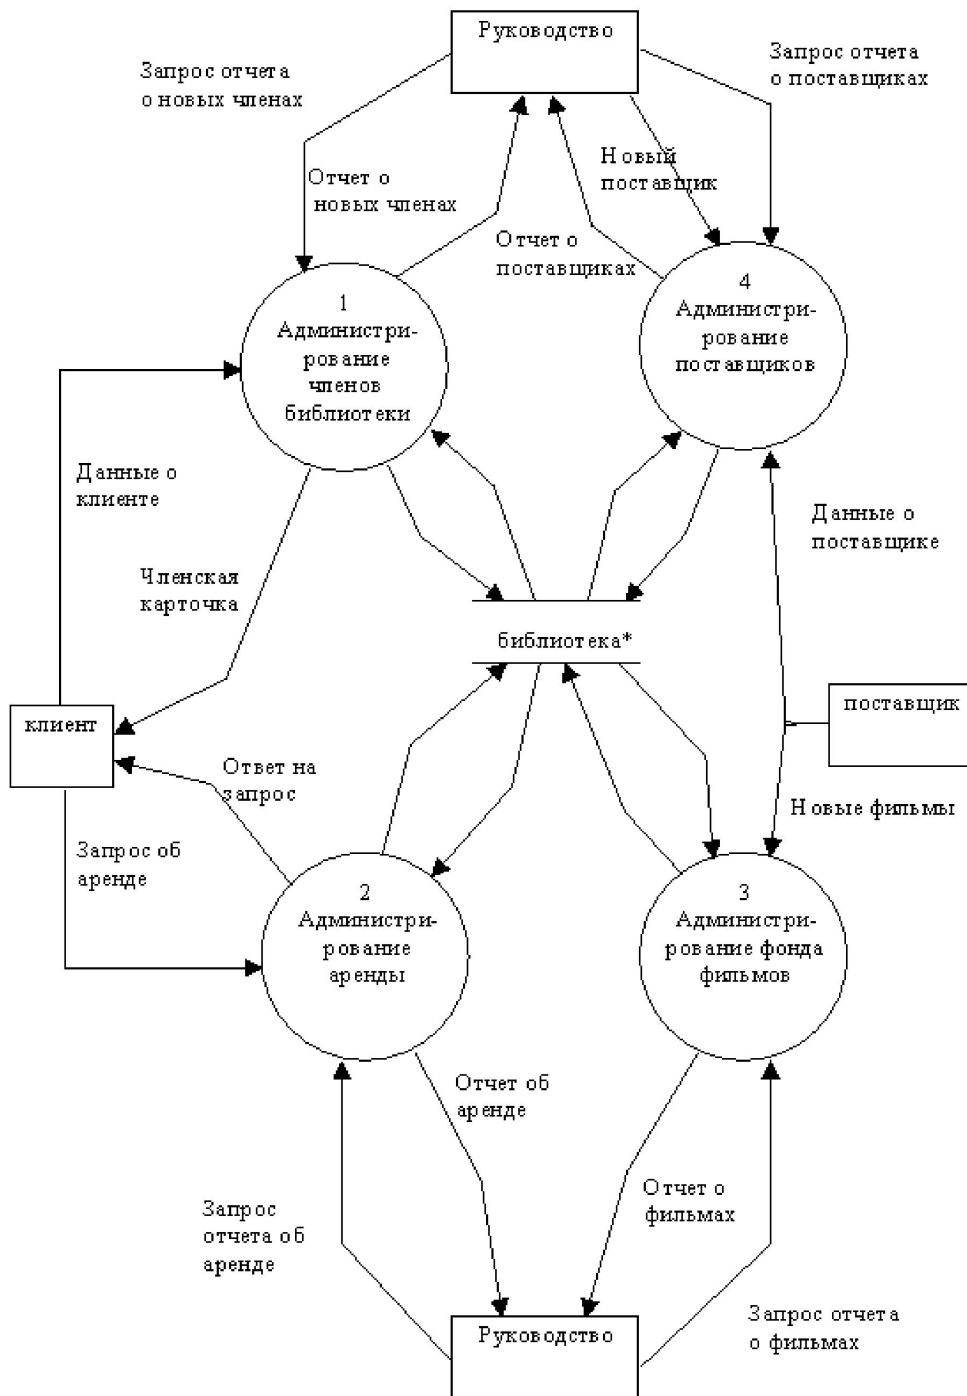 Руководство
Запрос отчета
о новых членах
Запрос отчета
о поставщиках
Отчет о
новых членах
Новый
поставщик
Отчет о
поставщиках
1
Администри-
рование
членов
библиотеки
4
Администри-
рование
поставщиков
Данные о
клиенте
Данные о
поставщике
Членская
карточка
библиотека*
клиент
поставщик
Ответ на
запрос
Новые фильмы
Запрос об
аренде
2
Администри-
рование
аренды
3
Администри-
рование фонда
фильмов
Отчет об
аренде
Отчет о
фильмах
Запрос
отчета об
аренде
Руководство
Запрос отчета
о фильмах